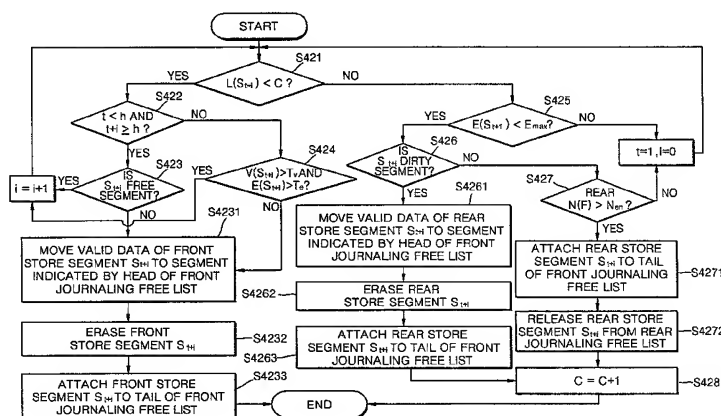 START
S421
YES
L(St+i) < C ?
NO
S422
t < h AND
t+i ≥ h ?
NO
S425
YES
E(St+1) < Emax?
NO
S426
YES
S423
S424
IS
St+i DIRTY
SEGMENT?
NO
t=1, i=0
i = i+1
YES
IS
St+i FREE
SEGMENT?
YES
V(St+i)>Tv AND
E(St+i)>Te?
YES
S4261
S427
REAR
N(F) > Nen?
NO
NO
S4231
NO
YES
MOVE VALID DATA OF FRONT
STORE SEGMENT St+i TO SEGMENT
INDICATED BY HEAD OF FRONT
JOURNALING FREE LIST
MOVE VALID DATA OF REAR
STORE SEGMENT St+i TO SEGMENT
INDICATED BY HEAD OF FRONT
JOURNALING FREE LIST
ATTACH REAR STORE
SEGMENT St+i TO TAIL
OF FRONT JOURNALING
FREE LIST
S4271
S4262
ERASE REAR
STORE SEGMENT St+i
ERASE FRONT
STORE SEGMENT St+i
S4232
RELEASE REAR STORE
SEGMENT St+i FROM REAR
JOURNALING FREE LIST
S4272
S4263
ATTACH REAR STORE
SEGMENT St+i TO TAIL OF FRONT
JOURNALING FREE LIST
S4233
ATTACH FRONT STORE
SEGMENT St+i TO TAIL OF FRONT
JOURNALING FREE LIST
C = C+1
S428
END